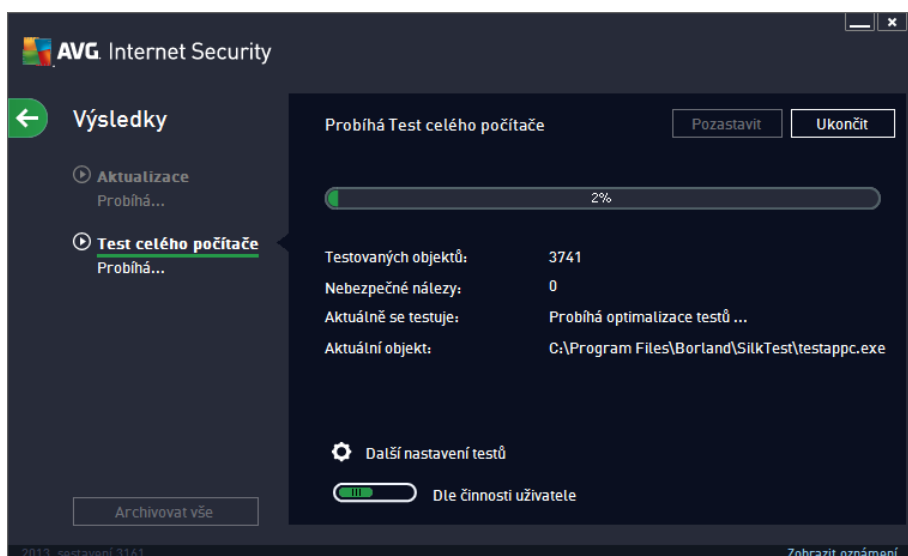 AVG. Internet Security
Výsledky
Aktualizace
Probíhá...
Test celého počítače
Probíhá...
Archivovat vše
Probíhá Test celého počítače
Pozastavit
Ukončit
2%
Testovaných objektů: 3741
Nebezpečné nálezy: 0
Aktuálně se testuje: Probíhá optimalizace testů ...
Aktuální objekt: C:\Program Files\Borland\SilkTest\testappc.exe
Další nastavení testů
Dle činnosti uživatele
2013 sestavení 3161
Zobrazit oznámení